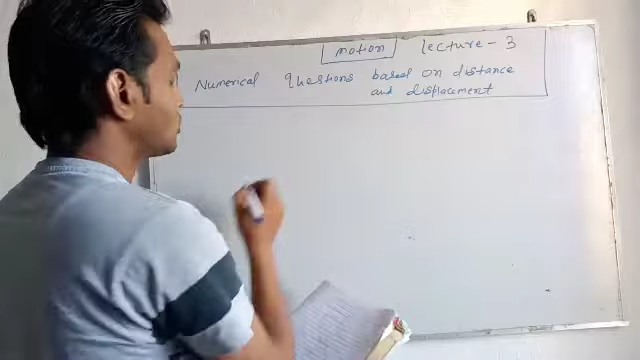 motion lecture - 3
Numerical questions based on distance
and displacement